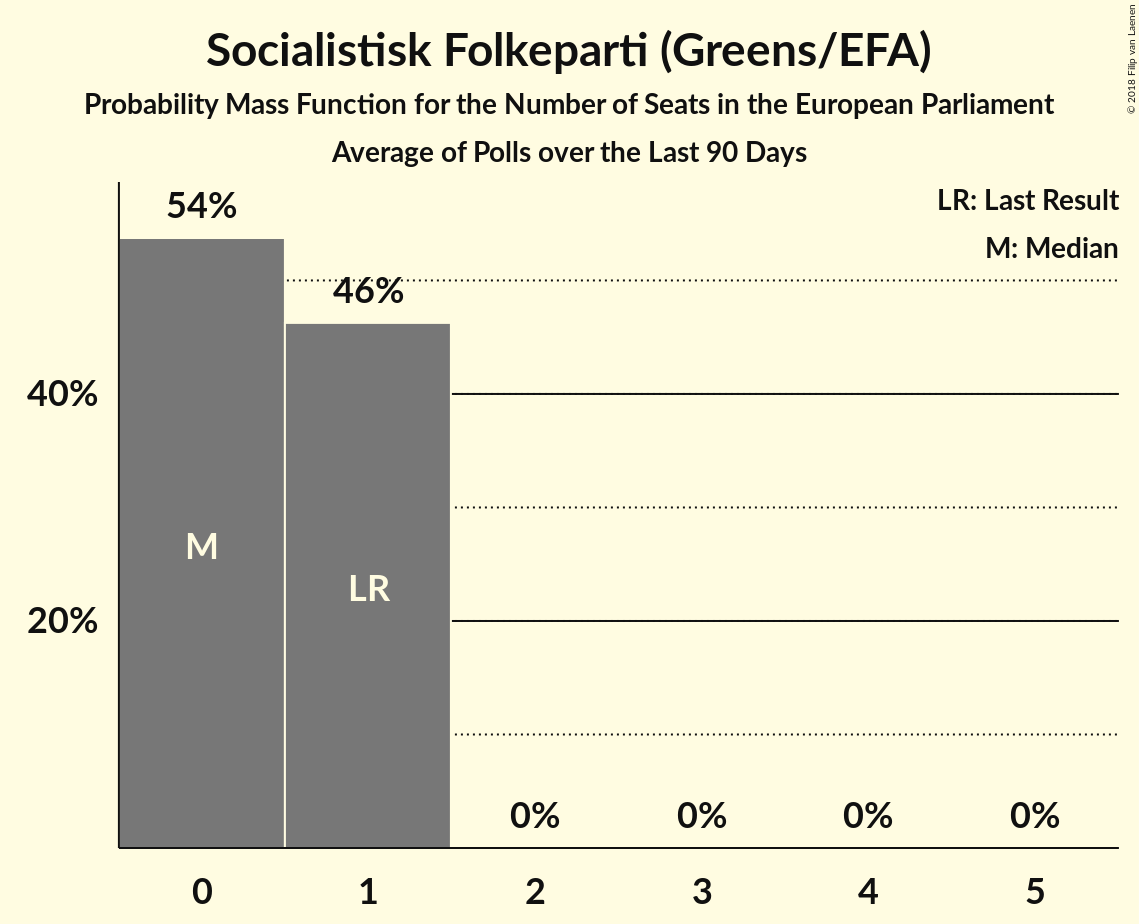 Socialistisk Folkeparti (Greens/EFA)
Probability Mass Function for the Number of Seats in the European Parliament
Average of Polls over the Last 90 Days
© 2018 Filip van Laenen
LR: Last Result
M: Median
54%
46%
40%
20%
M
LR
0% 0% 0% 0%
0 1 2 3 4 5